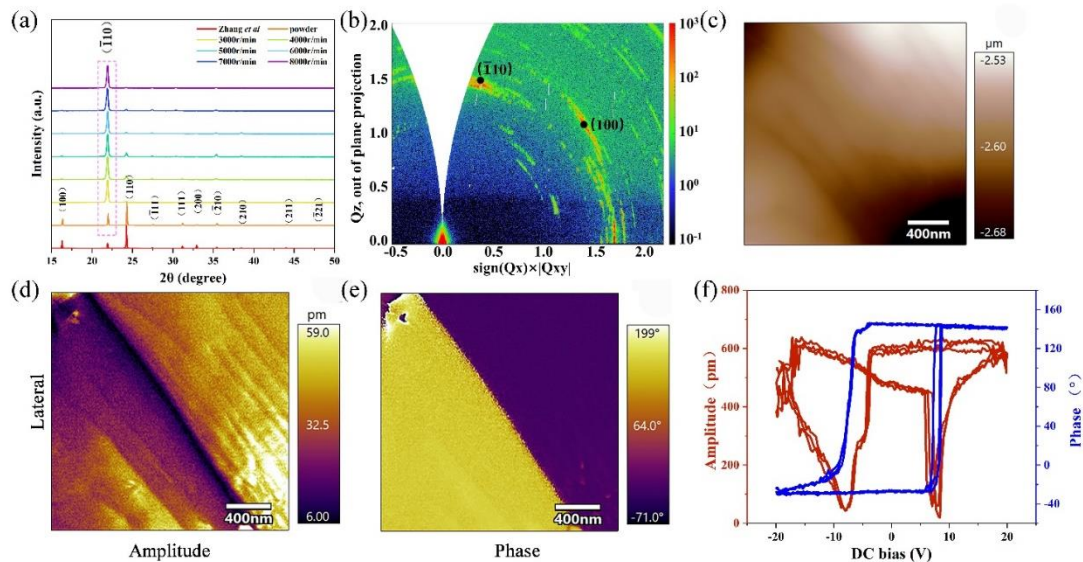 (a)
(1̅10)
Zhang et al
powder
3000r/min
4000r/min
5000r/min
6000r/min
7000r/min
8000r/min
Intensity (a.u.)
(100)
(110)
(1̅11)
(111)
(200)
(2̅10)
(210)
(211)
(2̅21)
15 20 25 30 35 40 45 50
2θ (degree)
(b)
Qz, out of plane projection
2.0
1.5
1.0
0.5
0.0
(1̅10)
(100)
-0.5 0.0 0.5 1.0 1.5 2.0
sign(Qx)×|Qxy|
10³
10²
10¹
10⁰
10⁻¹
(c)
μm
-2.53
-2.60
-2.68
400nm
(d)
Lateral
pm
59.0
32.5
6.00
400nm
Amplitude
(e)
199°
64.0°
-71.0°
400nm
Phase
(f)
Amplitude (pm)
800
600
400
200
0
-20 -10 0 10 20
DC bias (V)
160
120
80
40
0
-40
Phase (°)